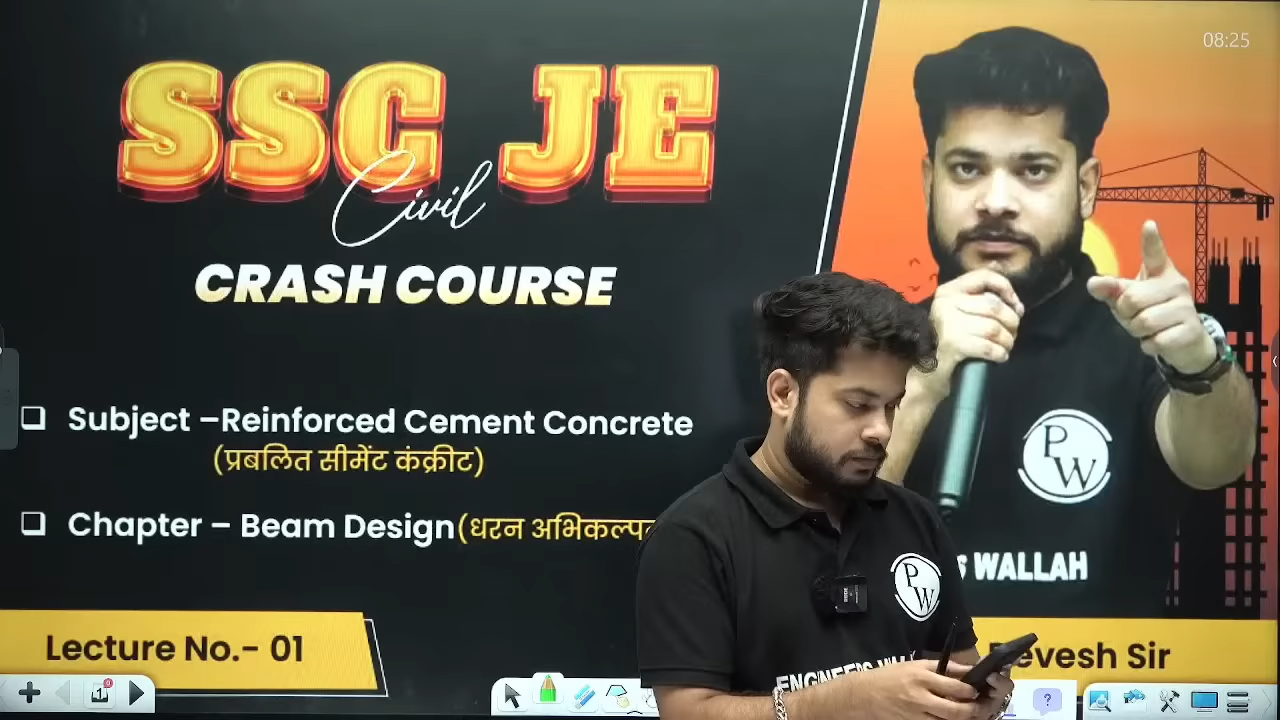 08:25
SSC JE
Civil
CRASH COURSE
Subject –Reinforced Cement Concrete
(प्रबलित सीमेंट कंक्रीट)
Chapter – Beam Design
Lecture No.- 01
PW
WALLAH
PW
Sir